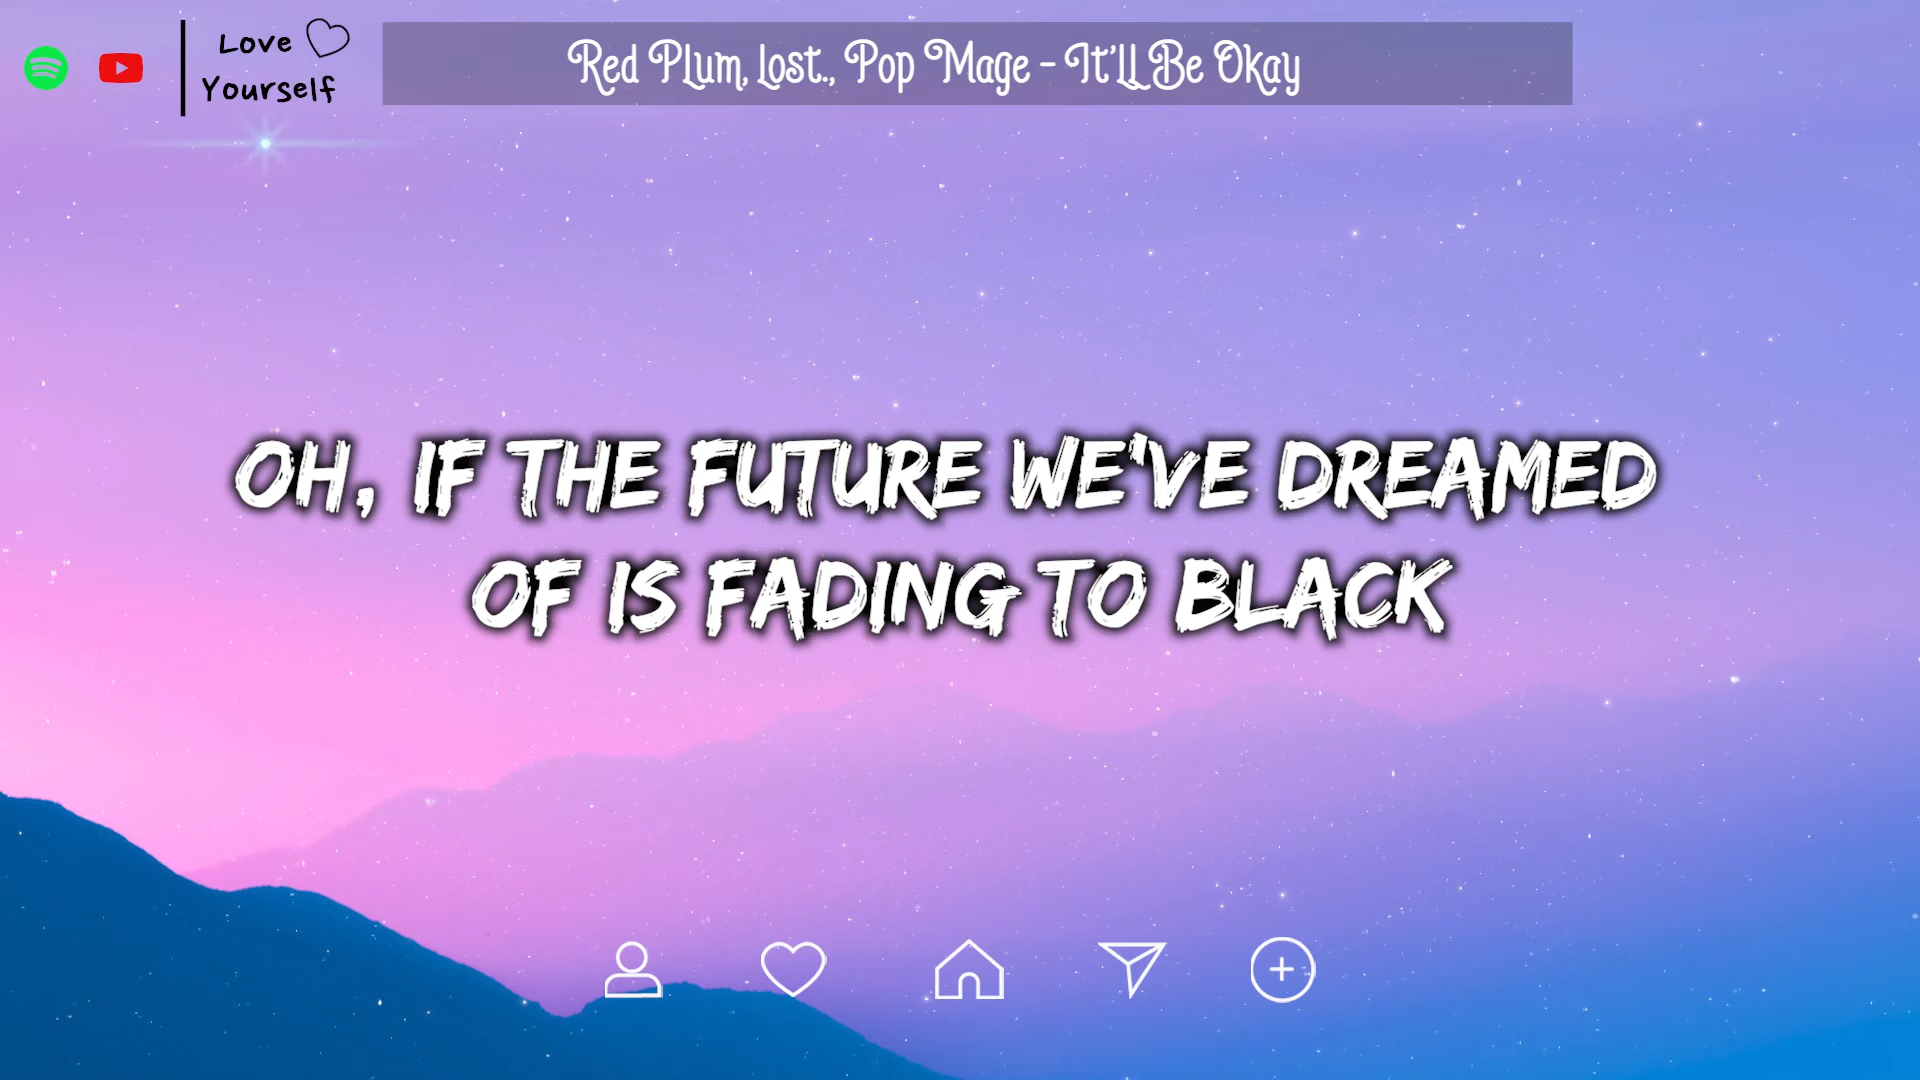 Love
Yourself
Red Plum, Lost., Pop Mage - It'll Be Okay
OH, IF THE FUTURE WE'VE DREAMED
OF IS FADING TO BLACK